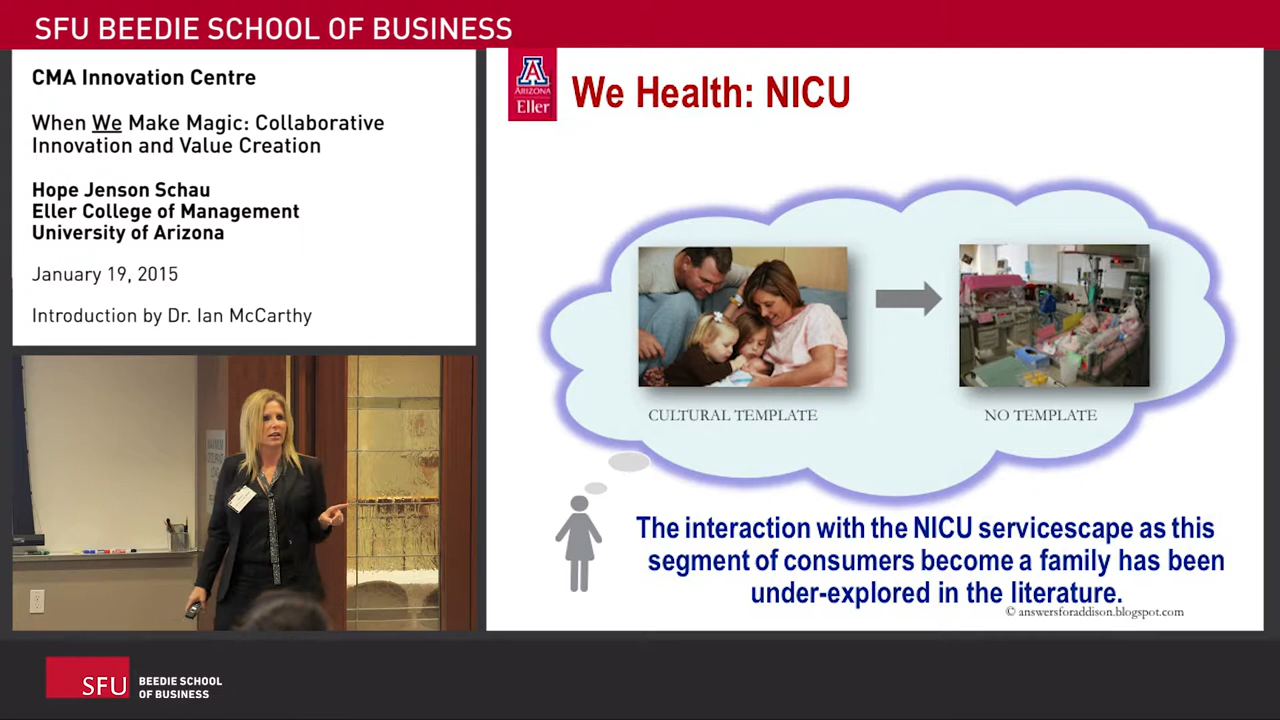 SFU BEEDIE SCHOOL OF BUSINESS
CMA Innovation Centre
When We Make Magic: Collaborative
Innovation and Value Creation
Hope Jenson Schau
Eller College of Management
University of Arizona
January 19, 2015
Introduction by Dr. Ian McCarthy
A
ARIZONA
Eller
We Health: NICU
CULTURAL TEMPLATE
NO TEMPLATE
The interaction with the NICU servicescape as this
segment of consumers become a family has been
under-explored in the literature.
© answersforaddison.blogspot.com
SFU
BEEDIE SCHOOL
OF BUSINESS